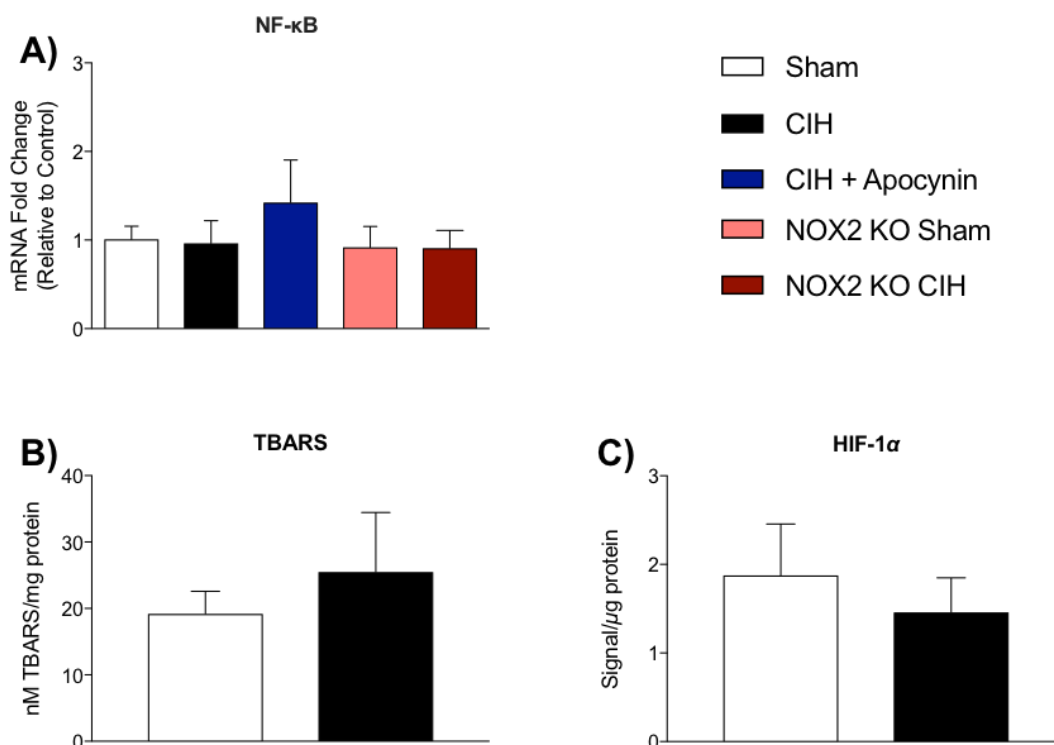 NF-κB
A)
3
2
1
0
mRNA Fold Change
(Relative to Control)
Sham
CIH
CIH + Apocynin
NOX2 KO Sham
NOX2 KO CIH
TBARS
B)
40
30
20
10
0
nM TBARS/mg protein
HIF-1α
C)
3
2
1
0
Signal/µg protein